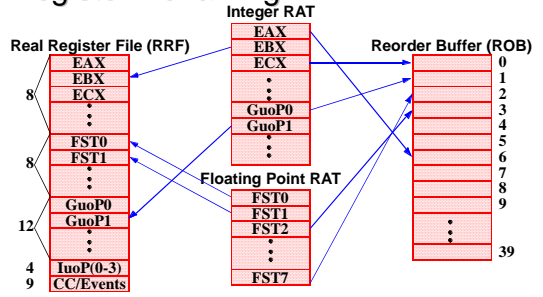 Integer RAT
Real Register File (RRF)
EAX
EBX
ECX
8
FST0
FST1
8
GuoP0
GuoP1
12
4
IuoP(0-3)
9
CC/Events
EAX
EBX
ECX
GuoP0
GuoP1
Floating Point RAT
FST0
FST1
FST2
FST7
Reorder Buffer (ROB)
0
1
2
3
4
5
6
7
8
9
39